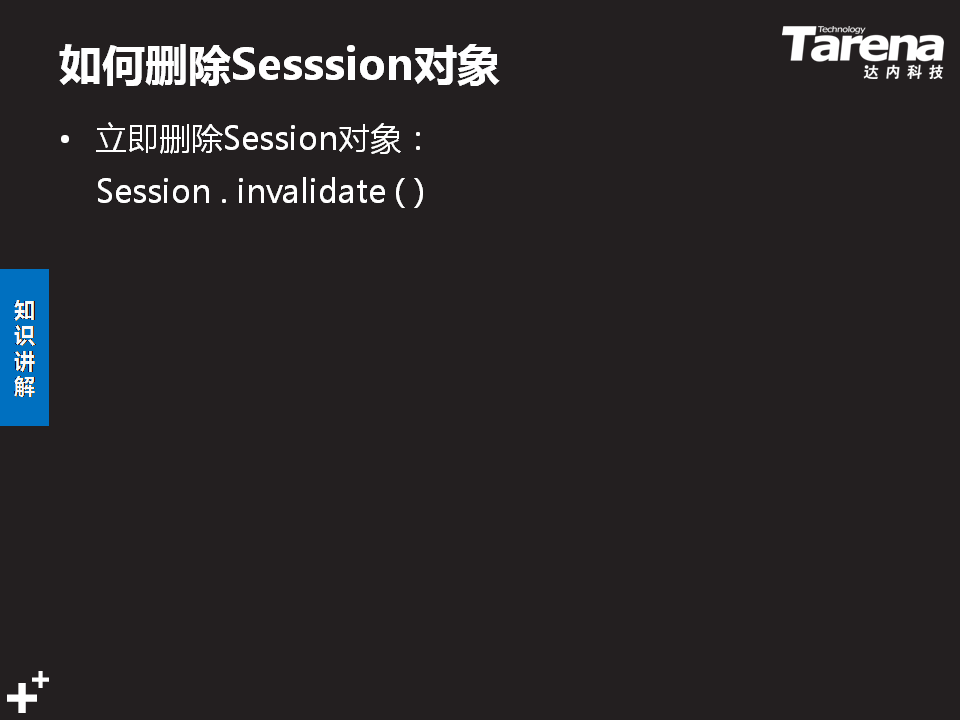 如何删除Sesssion对象
Technology
Tarena
达内科技
• 立即删除Session对象：
Session . invalidate ( )
知
识
讲
解